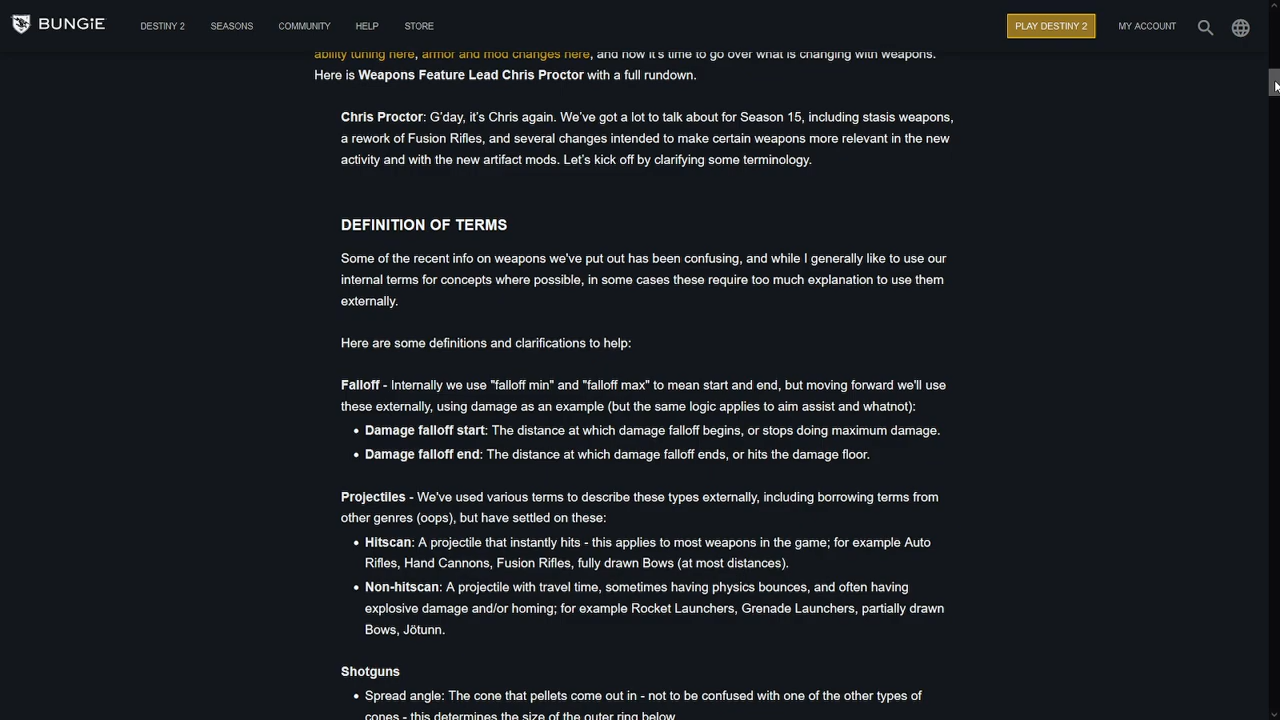 BUNGiE
DESTINY 2 SEASONS COMMUNITY HELP STORE PLAY DESTINY 2 MY ACCOUNT
ability tuning here, armor and mod changes here, and now it's time to go over what is changing with weapons.
Here is Weapons Feature Lead Chris Proctor with a full rundown.
Chris Proctor: G'day, it's Chris again. We've got a lot to talk about for Season 15, including stasis weapons,
a rework of Fusion Rifles, and several changes intended to make certain weapons more relevant in the new
activity and with the new artifact mods. Let's kick off by clarifying some terminology.
DEFINITION OF TERMS
Some of the recent info on weapons we've put out has been confusing, and while I generally like to use our
internal terms for concepts where possible, in some cases these require too much explanation to use them
externally.
Here are some definitions and clarifications to help:
Falloff - Internally we use "falloff min" and "falloff max" to mean start and end, but moving forward we'll use
these externally, using damage as an example (but the same logic applies to aim assist and whatnot):
• Damage falloff start: The distance at which damage falloff begins, or stops doing maximum damage.
• Damage falloff end: The distance at which damage falloff ends, or hits the damage floor.
Projectiles - We've used various terms to describe these types externally, including borrowing terms from
other genres (oops), but have settled on these:
• Hitscan: A projectile that instantly hits - this applies to most weapons in the game; for example Auto
Rifles, Hand Cannons, Fusion Rifles, fully drawn Bows (at most distances).
• Non-hitscan: A projectile with travel time, sometimes having physics bounces, and often having
explosive damage and/or homing; for example Rocket Launchers, Grenade Launchers, partially drawn
Bows, Jötunn.
Shotguns
• Spread angle: The cone that pellets come out in - not to be confused with one of the other types of
cones - this determines the size of the outer ring below